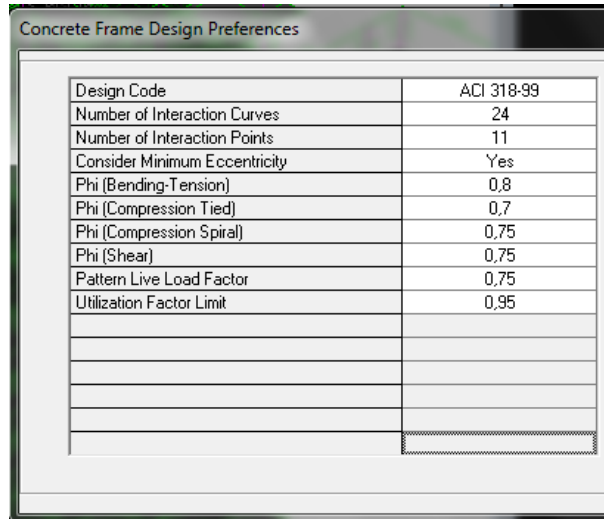 Concrete Frame Design Preferences
Design Code ACI 318-99
Number of Interaction Curves 24
Number of Interaction Points 11
Consider Minimum Eccentricity Yes
Phi (Bending-Tension) 0,8
Phi (Compression Tied) 0,7
Phi (Compression Spiral) 0,75
Phi (Shear) 0,75
Pattern Live Load Factor 0,75
Utilization Factor Limit 0,95